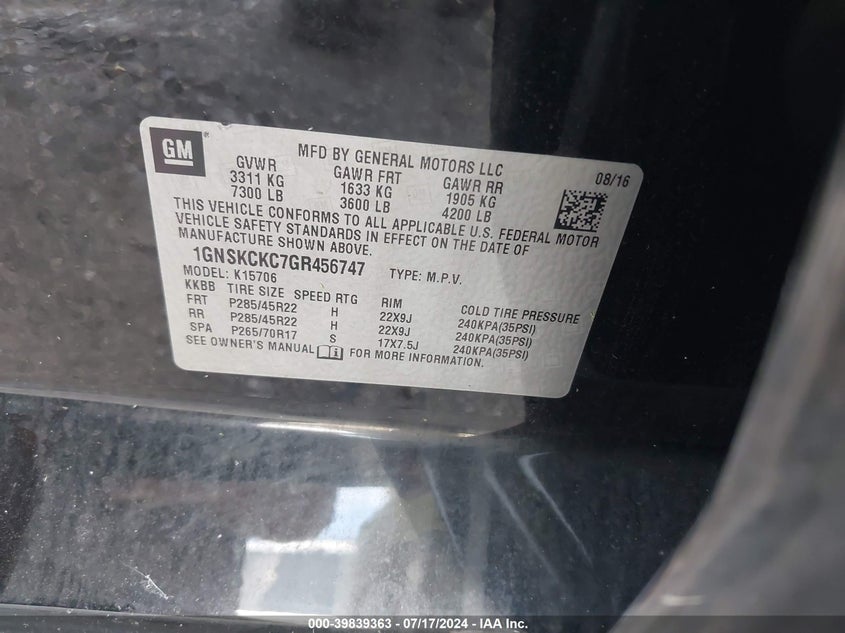 GM
MFD BY GENERAL MOTORS LLC
08/16
GVWR GAWR FRT GAWR RR
3311 KG 1633 KG 1905 KG
7300 LB 3600 LB 4200 LB
THIS VEHICLE CONFORMS TO ALL APPLICABLE U.S. FEDERAL MOTOR
VEHICLE SAFETY STANDARDS IN EFFECT ON THE DATE OF
MANUFACTURE SHOWN ABOVE.
1GNSKCKC7GR456747 TYPE: M.P.V.
MODEL: K15706
KKBB TIRE SIZE SPEED RTG RIM COLD TIRE PRESSURE
FRT P285/45R22 H 22X9J 240KPA(35PSI)
RR P285/45R22 H 22X9J 240KPA(35PSI)
SPA P265/70R17 S 17X7.5J 240KPA(35PSI)
SEE OWNER'S MANUAL FOR MORE INFORMATION.
000-39839363 - 07/17/2024 - IAA Inc.